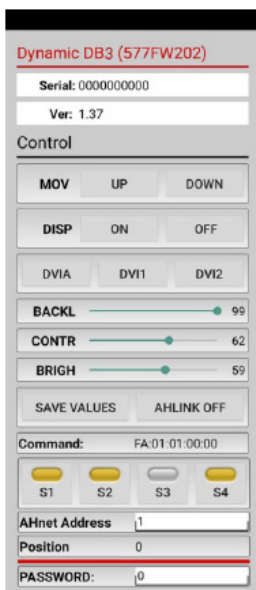 Dynamic DB3 (577FW202)
Serial: 0000000000
Ver: 1.37
Control
MOV UP DOWN
DISP ON OFF
DVIA DVI1 DVI2
BACKL 99
CONTR 62
BRIGH 59
SAVE VALUES AHLINK OFF
Command: FA:01:01:00:00
S1 S2 S3 S4
AHnet Address 1
Position 0
PASSWORD: 0